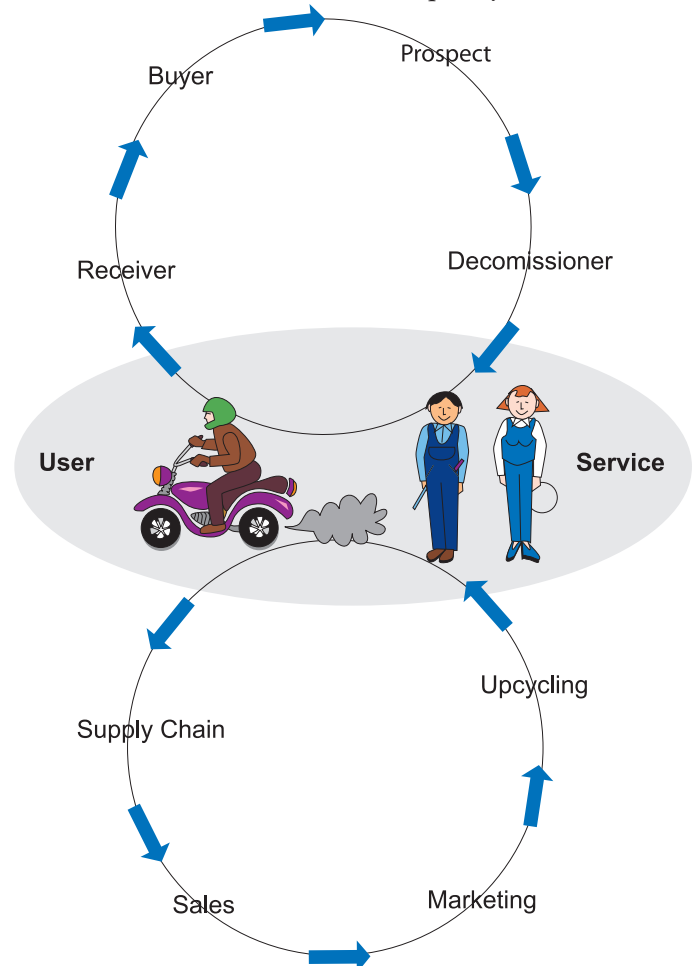 Prospect
Buyer
Decomissioner
Receiver
User
Service
Upcycling
Supply Chain
Marketing
Sales